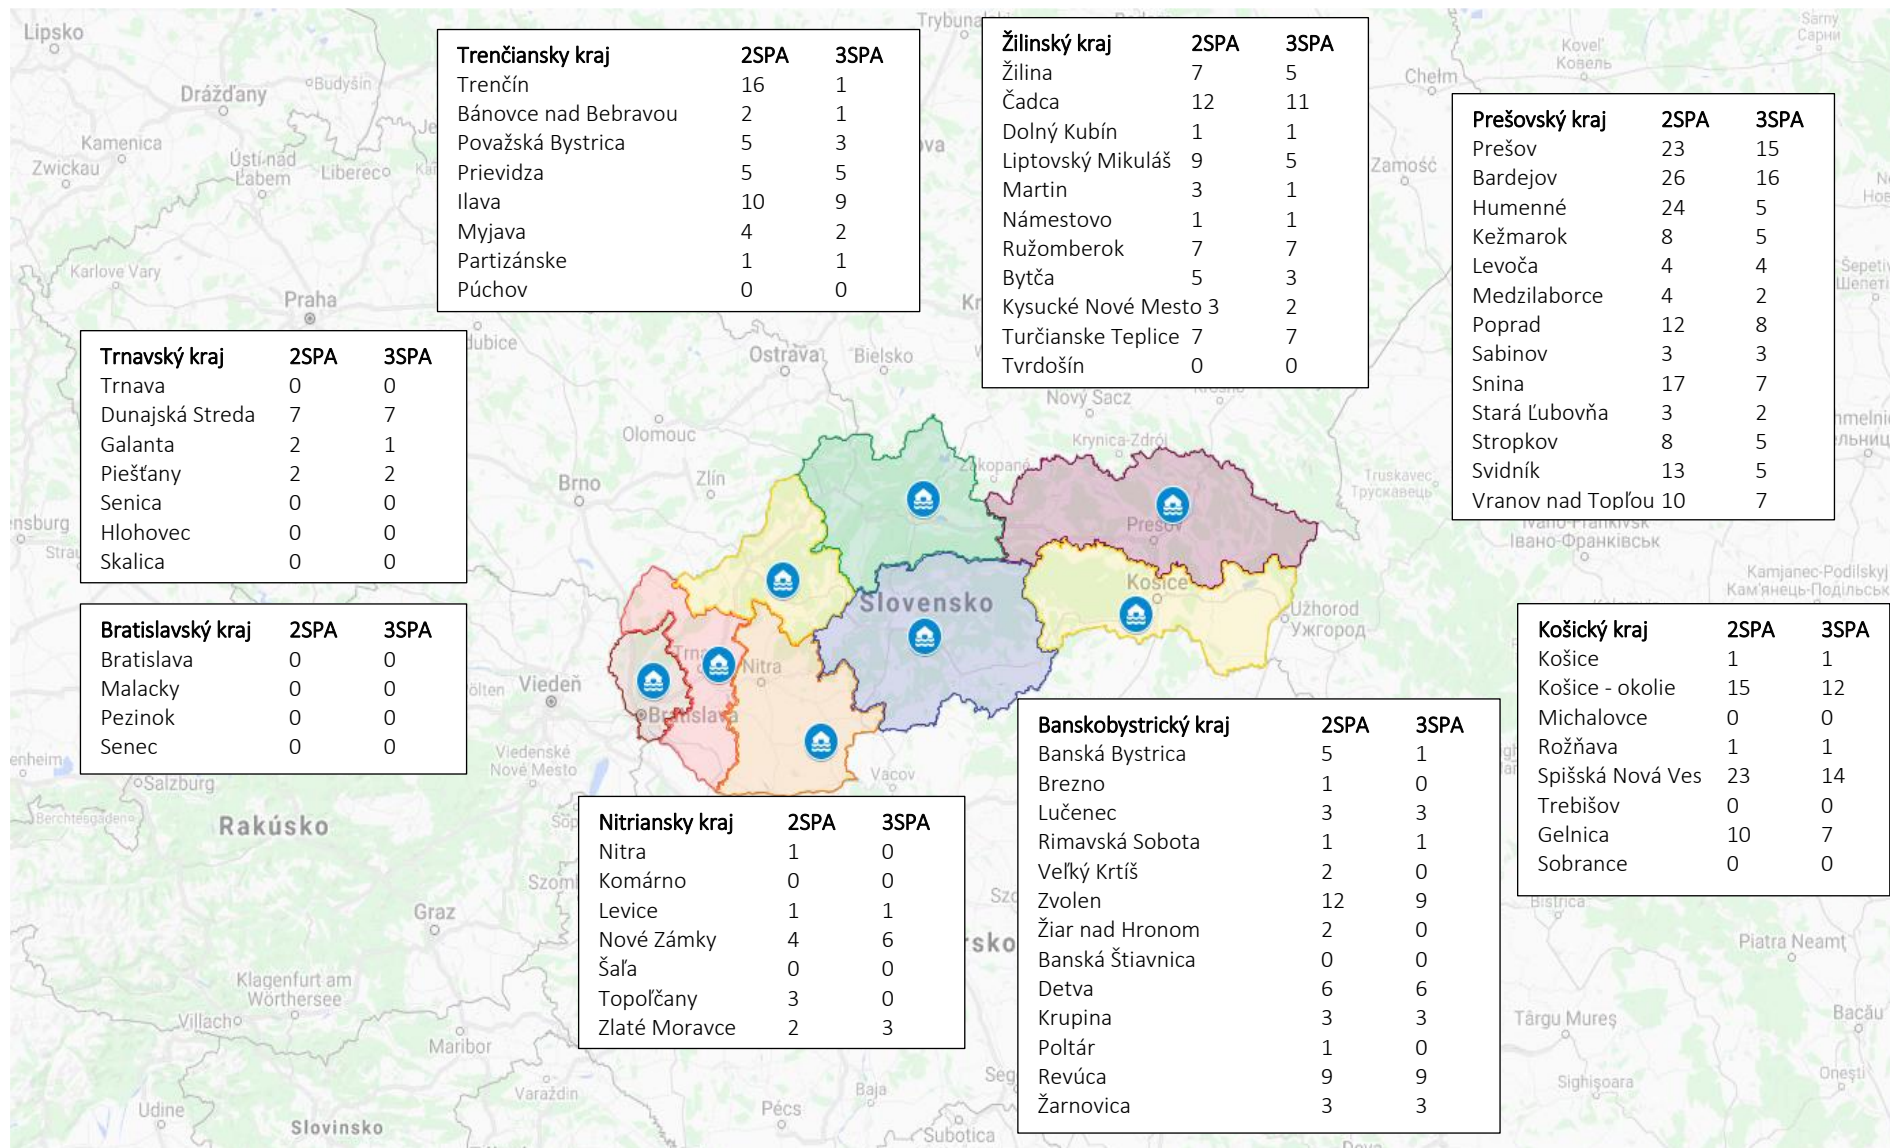 Trenčiansky kraj 2SPA 3SPA
Trenčín 16 1
Bánovce nad Bebravou 2 1
Považská Bystrica 5 3
Prievidza 5 5
Ilava 10 9
Myjava 4 2
Partizánske 1 1
Púchov 0 0
Žilinský kraj 2SPA 3SPA
Žilina 7 5
Čadca 12 11
Dolný Kubín 1 1
Liptovský Mikuláš 9 5
Martin 3 1
Námestovo 1 1
Ružomberok 7 7
Bytča 5 3
Kysucké Nové Mesto 3 2
Turčianske Teplice 7 7
Tvrdošín 0 0
Prešovský kraj 2SPA 3SPA
Prešov 23 15
Bardejov 26 16
Humenné 24 5
Kežmarok 8 5
Levoča 4 4
Medzilaborce 4 2
Poprad 12 8
Sabinov 3 3
Snina 17 7
Stará Ľubovňa 3 2
Stropkov 8 5
Svidník 13 5
Vranov nad Topľou 10 7
Trnavský kraj 2SPA 3SPA
Trnava 0 0
Dunajská Streda 7 7
Galanta 2 1
Piešťany 2 2
Senica 0 0
Hlohovec 0 0
Skalica 0 0
Bratislavský kraj 2SPA 3SPA
Bratislava 0 0
Malacky 0 0
Pezinok 0 0
Senec 0 0
Nitriansky kraj 2SPA 3SPA
Nitra 1 0
Komárno 0 0
Levice 1 1
Nové Zámky 4 6
Šaľa 0 0
Topoľčany 3 0
Zlaté Moravce 2 3
Banskobystrický kraj 2SPA 3SPA
Banská Bystrica 5 1
Brezno 1 0
Lučenec 3 3
Rimavská Sobota 1 1
Veľký Krtíš 2 0
Zvolen 12 9
Žiar nad Hronom 2 0
Banská Štiavnica 0 0
Detva 6 6
Krupina 3 3
Poltár 1 0
Revúca 9 9
Žarnovica 3 3
Košický kraj 2SPA 3SPA
Košice 1 1
Košice - okolie 15 12
Michalovce 0 0
Rožňava 1 1
Spišská Nová Ves 23 14
Trebišov 0 0
Gelnica 10 7
Sobrance 0 0
Lipsko
Drážďany
Budyšín
Kamenica
Zwickau
Ústí nad
Labem
Liberec
Karlove Vary
Praha
Chełm
Zamość
Koveľ
Ковель
Sarny
Сарни
Ostrava
Bielsko
Olomouc
Nowy Sacz
Krynica-Zdrój
Brno
Zlín
Truskavec
Трускавець
Івано-Франківськ
Prešov
Košice
Slovensko
Užhorod
Ужгород
Kamjanec-Podilskyj
Кам'янець-Подільськ
Nitra
Viedeň
Bratislava
Viedenské
Nové Mesto
Vacov
Salzburg
Berchtesgaden
Rakúsko
Graz
Klagenfurt am
Wörthersee
Villach
Maribor
Udine
Slovinsko
Varaždin
Pécs
Baja
Subotica
Bistrica
Piatra Neamț
Târgu Mureș
Bacău
Sighișoara
Onești